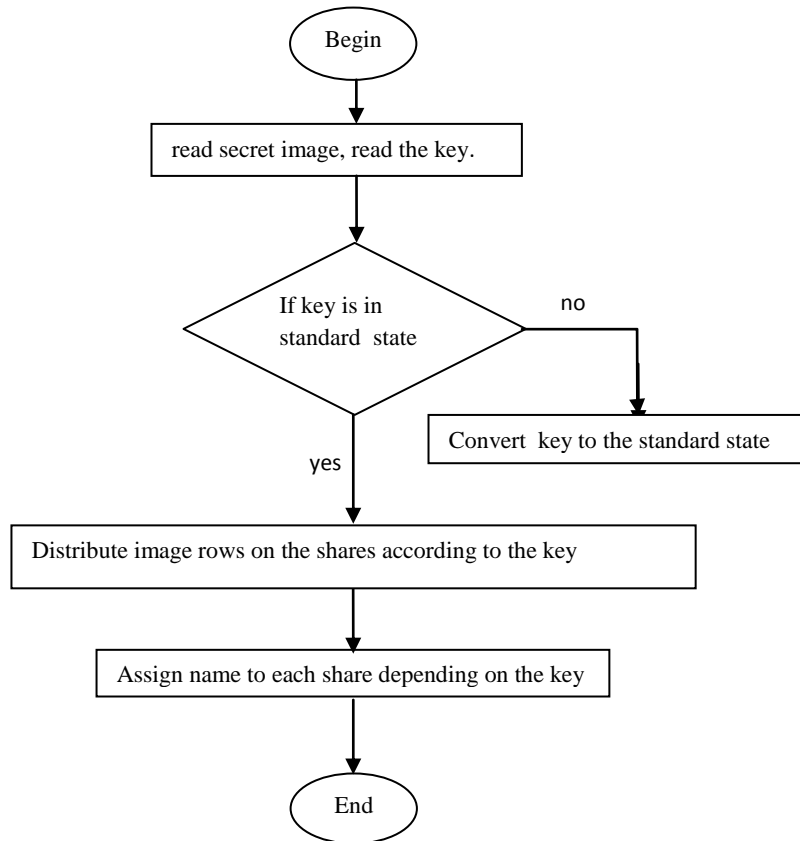 Begin
read secret image, read the key.
If key is in
standard state
no
Convert key to the standard state
yes
Distribute image rows on the shares according to the key
Assign name to each share depending on the key
End